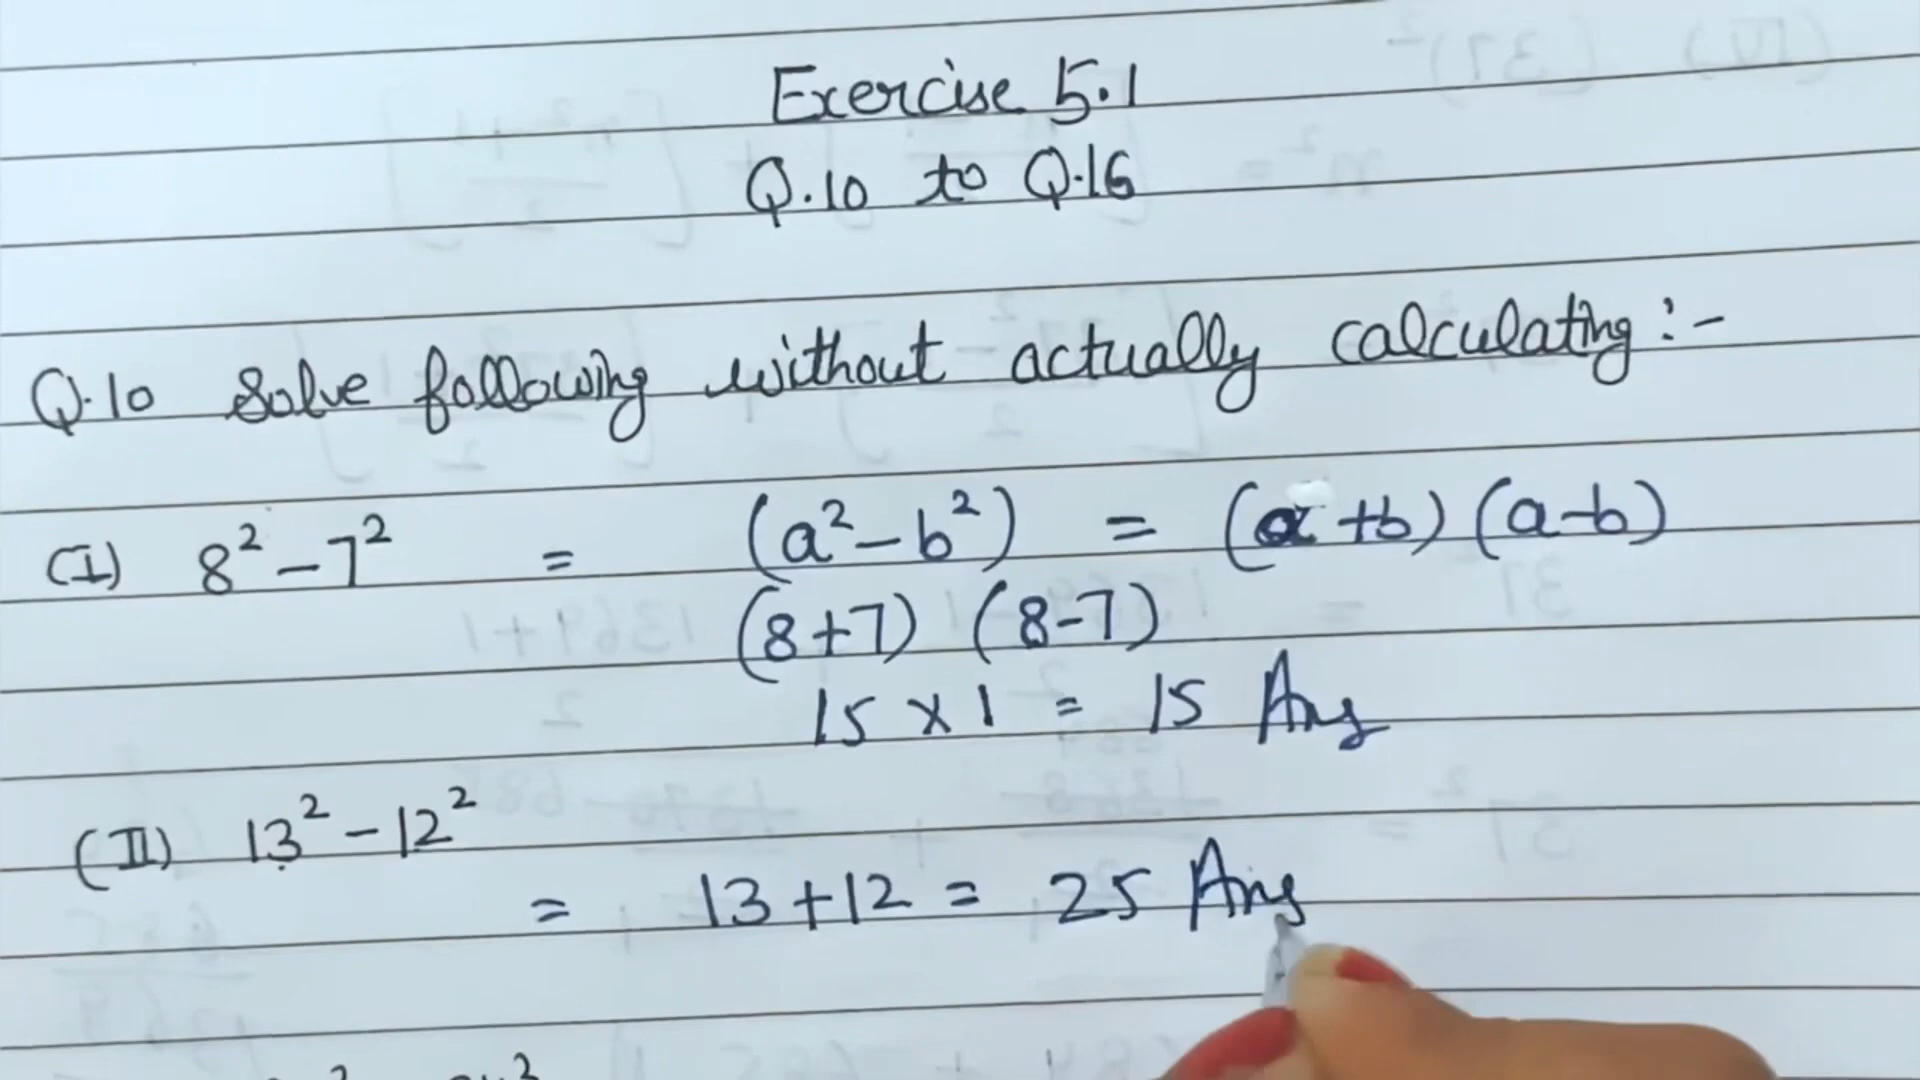 Exercise 5.1
Q.10 to Q.16
Q.10 Solve following without actually calculating :-
(I) 8² - 7² = (a² - b²) = (a + b) (a - b)
(8+7) (8-7)
15 × 1 = 15 Ans
(II) 13² - 12²
= 13 + 12 = 25 Ans